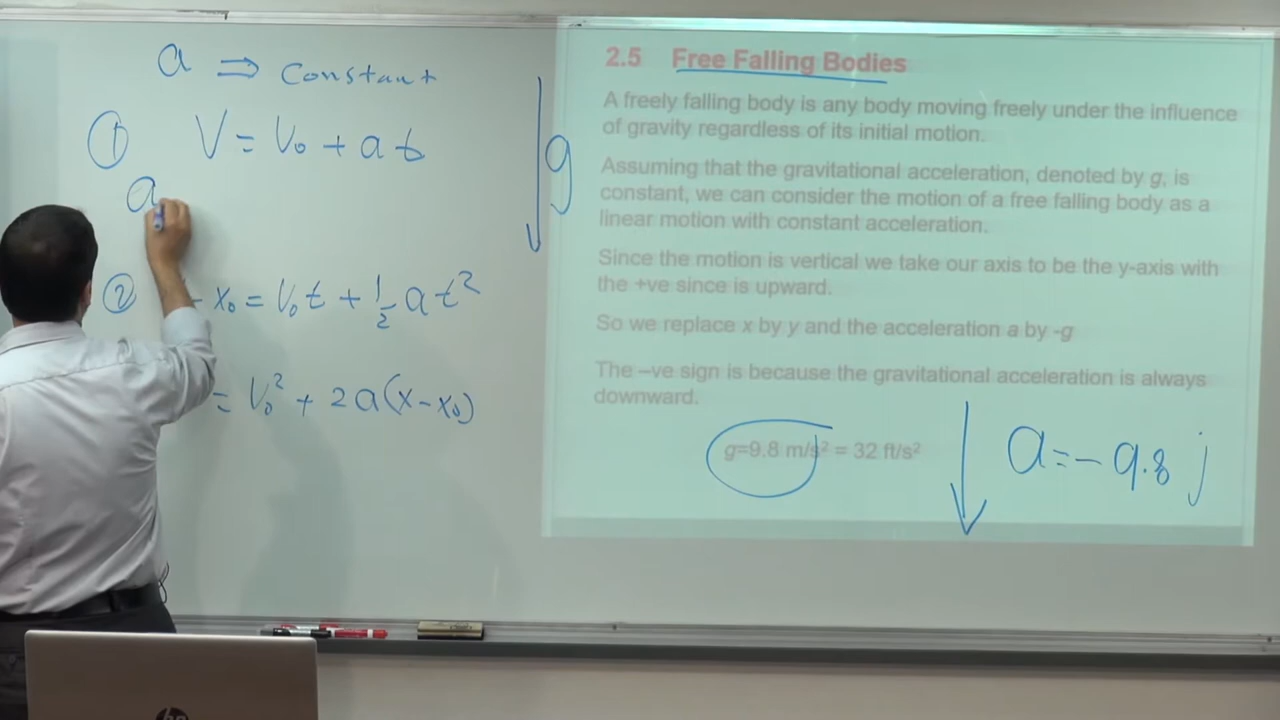 a ⇒ Constant
① V = V₀ + at
a
② - x₀ = V₀t + ½ at²
= V₀² + 2a(x - x₀)
g
2.5 Free Falling Bodies
A freely falling body is any body moving freely under the influence
of gravity regardless of its initial motion.
Assuming that the gravitational acceleration, denoted by g, is
constant, we can consider the motion of a free falling body as a
linear motion with constant acceleration.
Since the motion is vertical we take our axis to be the y-axis with
the +ve since is upward.
So we replace x by y and the acceleration a by -g
The –ve sign is because the gravitational acceleration is always
downward.
g=9.8 m/s² = 32 ft/s²
a = - 9.8 j
hp